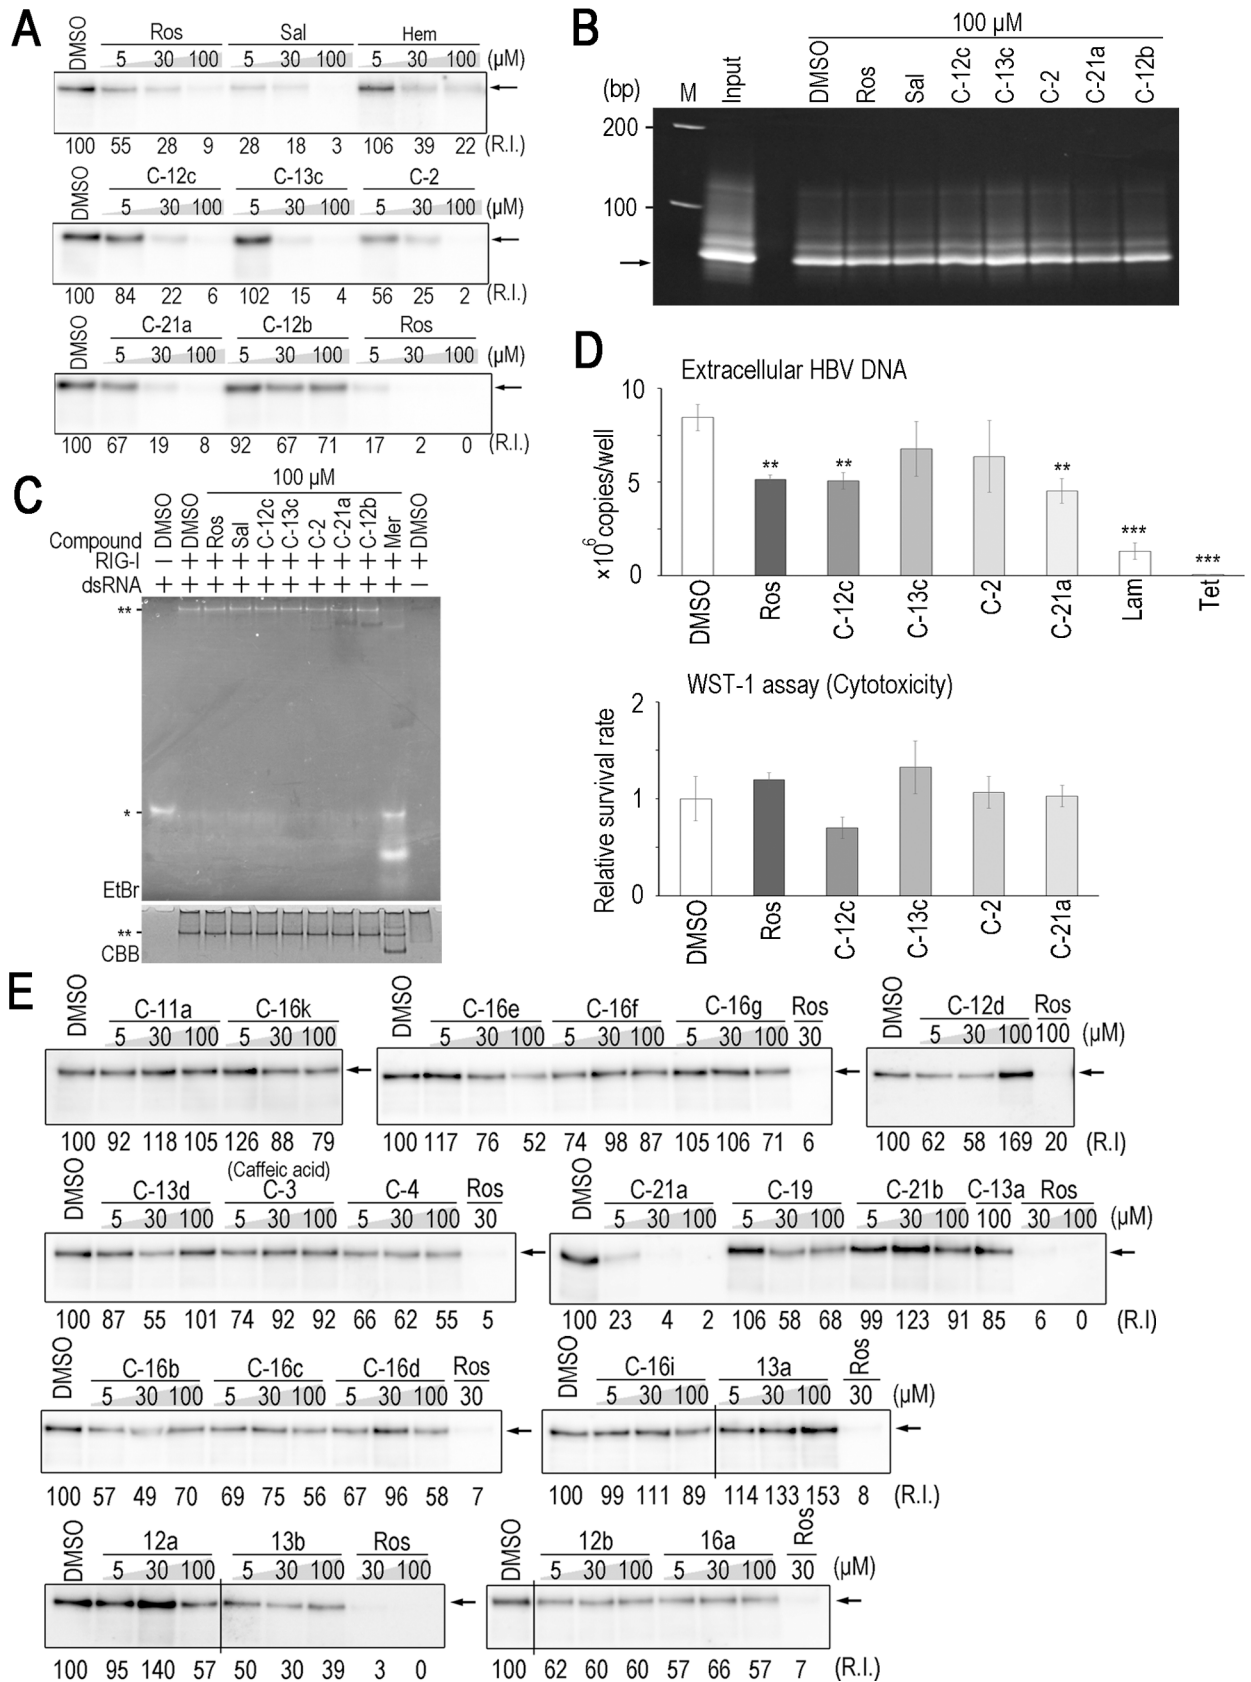 A
DMSO
Ros Sal Hem
5 30 100 5 30 100 5 30 100 (µM)
100 55 28 9 28 18 3 106 39 22 (R.I.)
DMSO
C-12c C-13c C-2
5 30 100 5 30 100 5 30 100 (µM)
100 84 22 6 102 15 4 56 25 2 (R.I.)
DMSO
C-21a C-12b Ros
5 30 100 5 30 100 5 30 100 (µM)
100 67 19 8 92 67 71 17 2 0 (R.I.)
B
100 µM
(bp) M Input DMSO Ros Sal C-12c C-13c C-2 C-21a C-12b
200
100
C
100 µM
Compound DMSO DMSO Ros Sal C-12c C-13c C-2 C-21a C-12b Mer DMSO
RIG-I − + + + + + + + + + +
dsRNA + + + + + + + + + + −
**
*
EtBr
**
CBB
D
Extracellular HBV DNA
×10⁶ copies/well
10
5
0
** ** ** *** ***
DMSO Ros C-12c C-13c C-2 C-21a Lam Tet
WST-1 assay (Cytotoxicity)
Relative survival rate
2
1
0
DMSO Ros C-12c C-13c C-2 C-21a
E
DMSO C-11a C-16k
5 30 100 5 30 100
100 92 118 105 126 88 79
DMSO C-16e C-16f C-16g Ros
5 30 100 5 30 100 5 30 100 30
100 117 76 52 74 98 87 105 106 71 6
DMSO C-12d Ros
5 30 100 100 (µM)
100 62 58 169 20 (R.I)
(Caffeic acid)
DMSO C-13d C-3 C-4 Ros
5 30 100 5 30 100 5 30 100 30
100 87 55 101 74 92 92 66 62 55 5
DMSO C-21a C-19 C-21b C-13a Ros
5 30 100 5 30 100 5 30 100 100 30 100 (µM)
100 23 4 2 106 58 68 99 123 91 85 6 0 (R.I)
DMSO C-16b C-16c C-16d Ros
5 30 100 5 30 100 5 30 100 30
100 57 49 70 69 75 56 67 96 58 7
DMSO C-16i 13a Ros
5 30 100 5 30 100 30 (µM)
100 99 111 89 114 133 153 8 (R.I.)
DMSO 12a 13b Ros
5 30 100 5 30 100 30 100
100 95 140 57 50 30 39 3 0
DMSO 12b 16a Ros
5 30 100 5 30 100 30 (µM)
100 62 60 60 57 66 57 7 (R.I.)